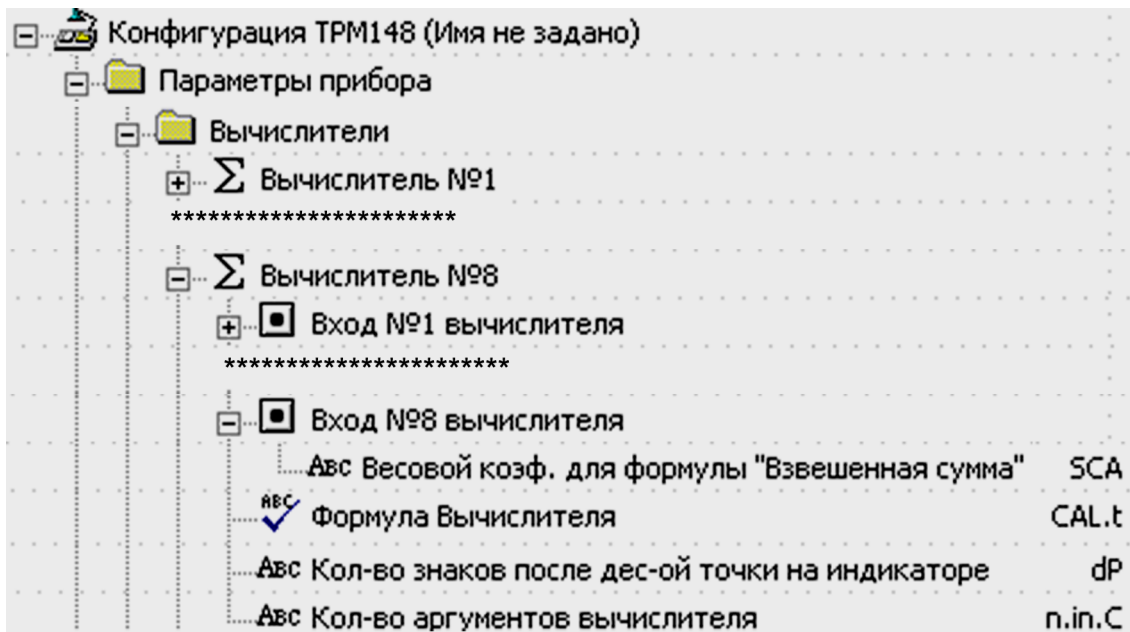 Конфигурация ТРМ148 (Имя не задано)
Параметры прибора
Вычислители
Σ Вычислитель №1
***********************
Σ Вычислитель №8
Вход №1 вычислителя
***********************
Вход №8 вычислителя
Авс Весовой коэф. для формулы "Взвешенная сумма" SCA
ABC Формула Вычислителя CAL.t
Авс Кол-во знаков после дес-ой точки на индикаторе dP
Авс Кол-во аргументов вычислителя n.in.C